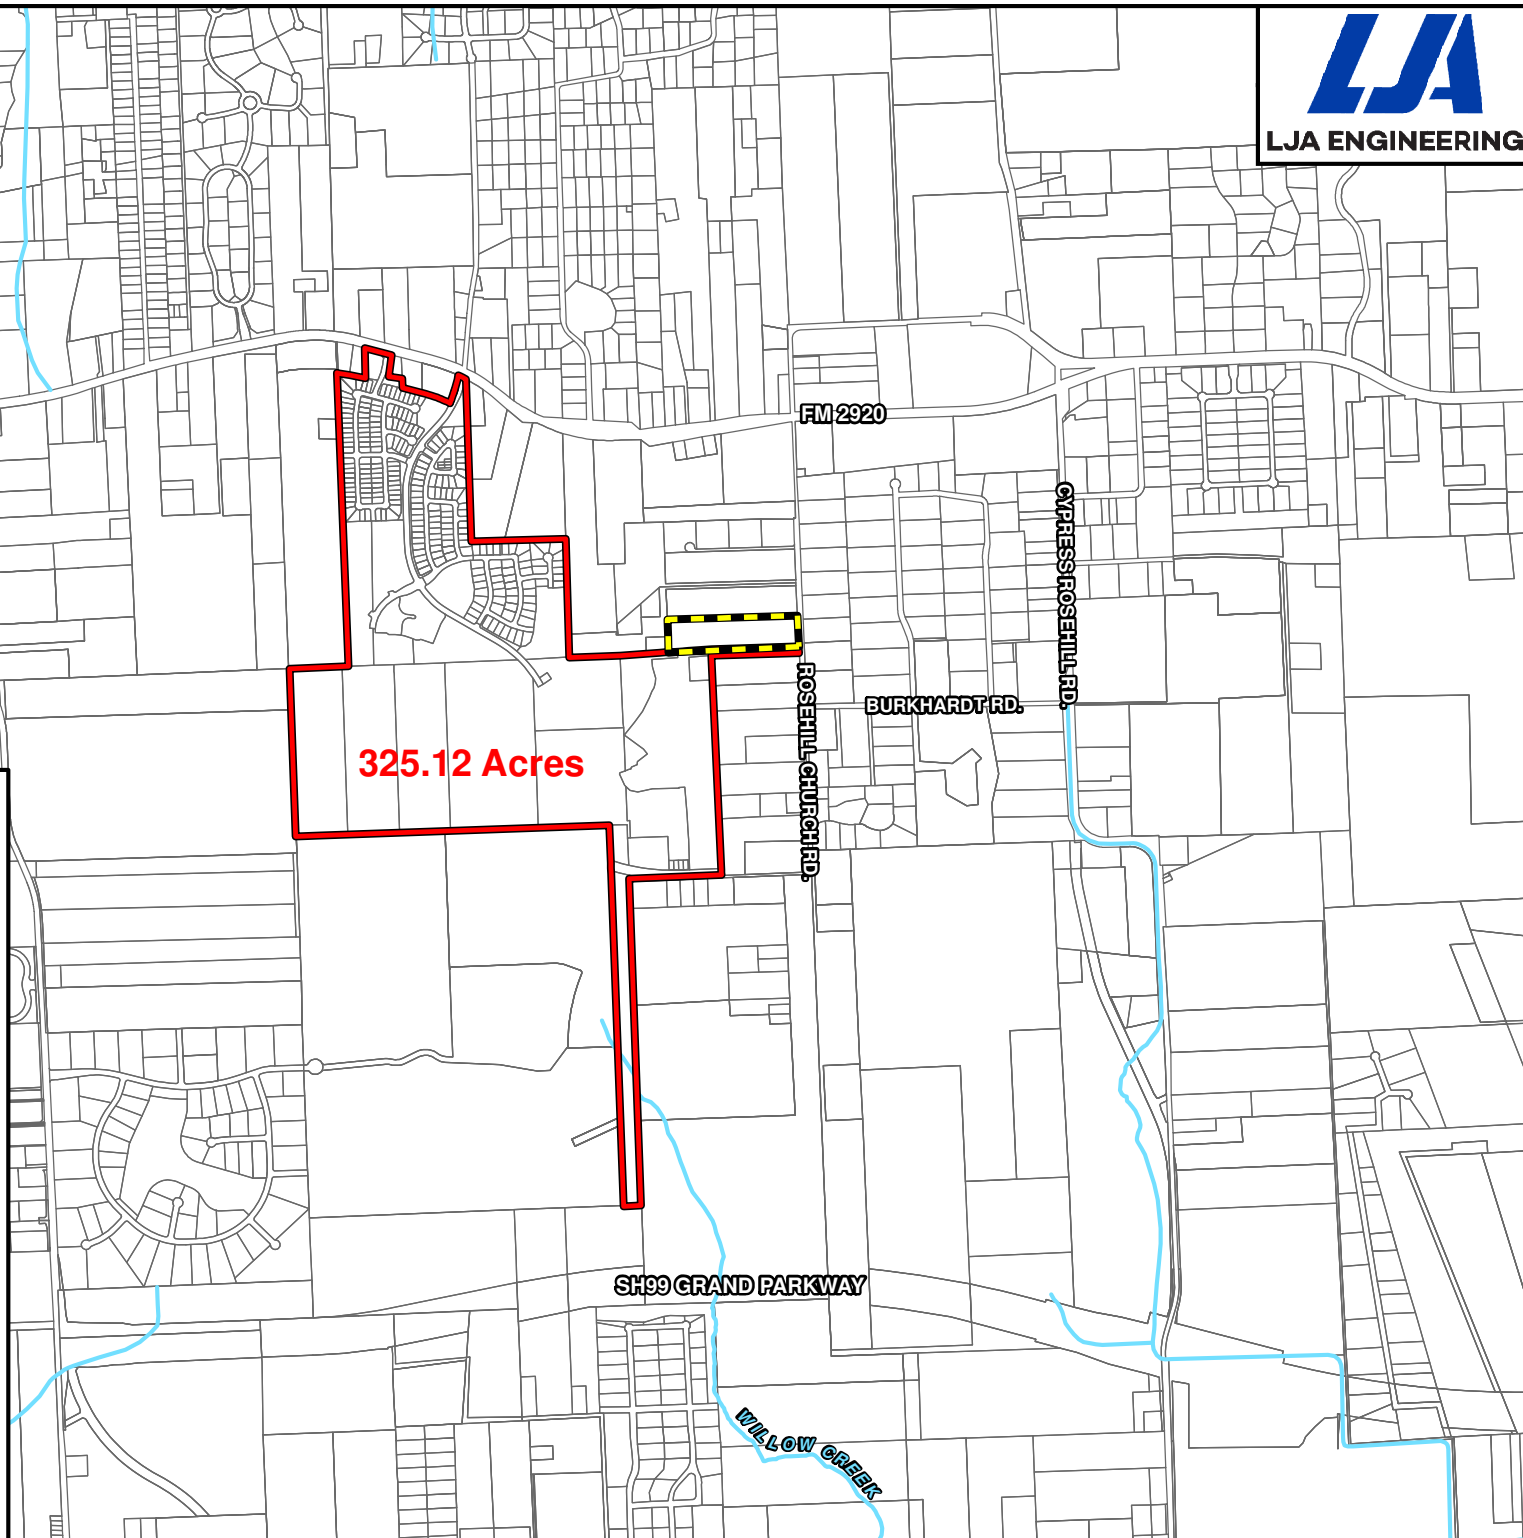 LJA
LJA ENGINEERING
FM 2920
CYPRESS ROSEHILL RD.
ROSEHILL CHURCH RD.
BURKHARDT RD.
325.12 Acres
SH99 GRAND PARKWAY
WILLOW CREEK